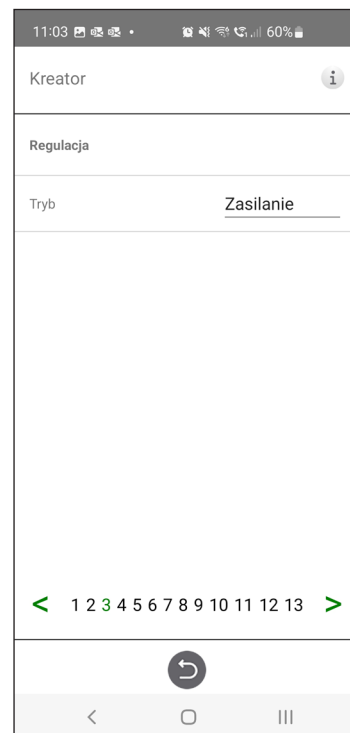 11:03 60%
Kreator i
Regulacja
Tryb Zasilanie
< 1 2 3 4 5 6 7 8 9 10 11 12 13 >